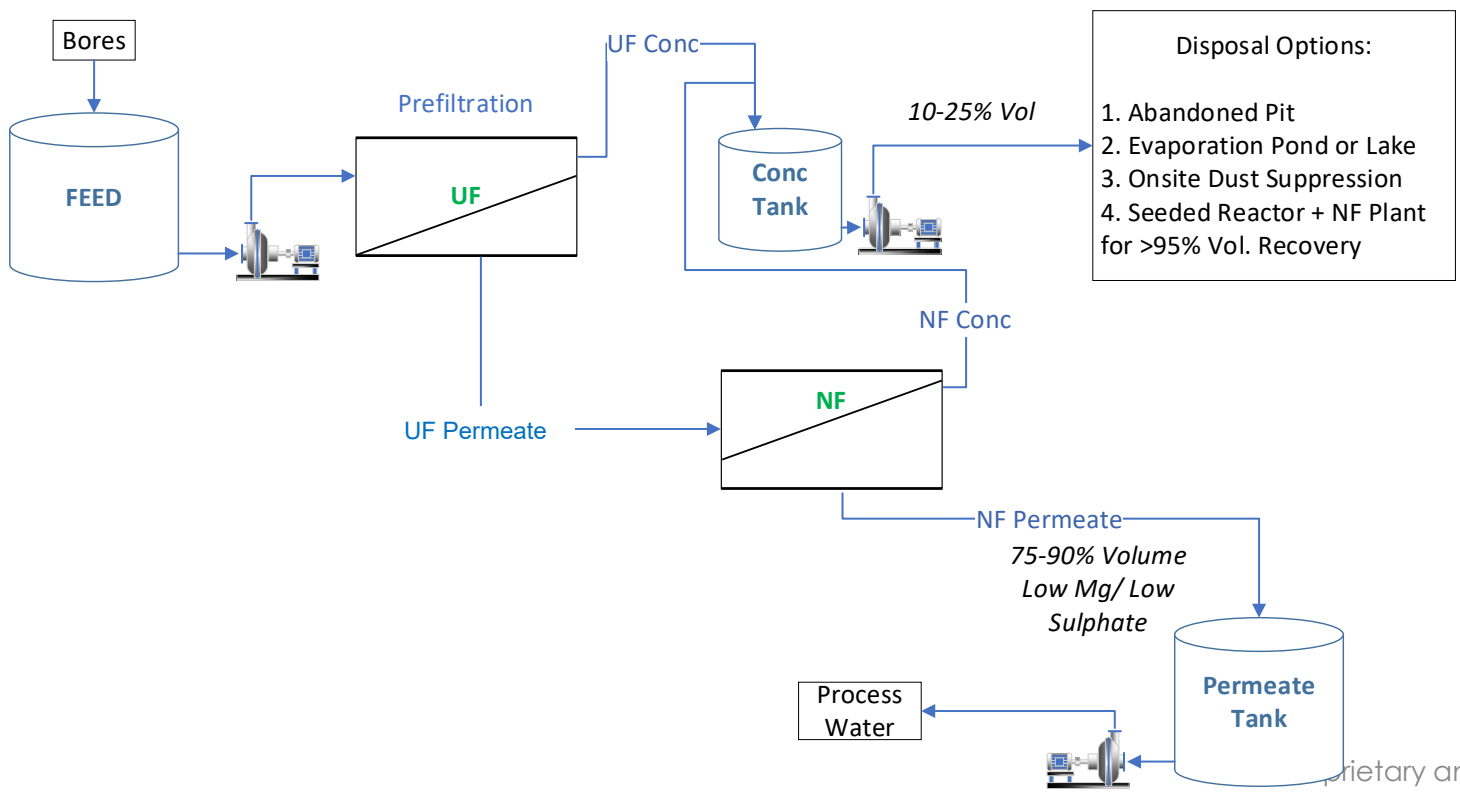 Bores
FEED
Prefiltration
UF
UF Conc
Conc
Tank
10-25% Vol
Disposal Options:
1. Abandoned Pit
2. Evaporation Pond or Lake
3. Onsite Dust Suppression
4. Seeded Reactor + NF Plant
for >95% Vol. Recovery
NF Conc
UF Permeate
NF
NF Permeate
75-90% Volume
Low Mg/ Low
Sulphate
Permeate
Tank
Process
Water